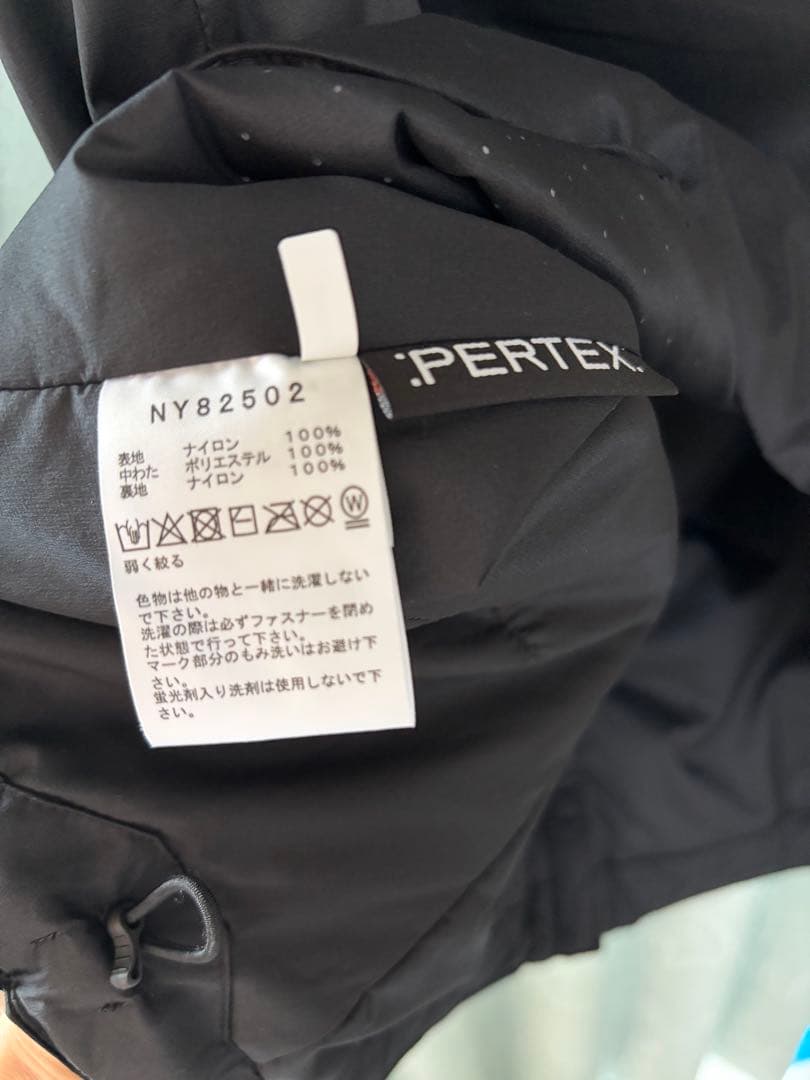 :PERTEX.
NY82502
表地 ナイロン 100%
中わた ポリエステル 100%
裏地 ナイロン 100%
W
弱く絞る
色物は他の物と一緒に洗濯しない
で下さい。
洗濯の際は必ずファスナーを閉め
た状態で行って下さい。
マーク部分のもみ洗いはお避け下
さい。
蛍光剤入り洗剤は使用しないで下
さい。